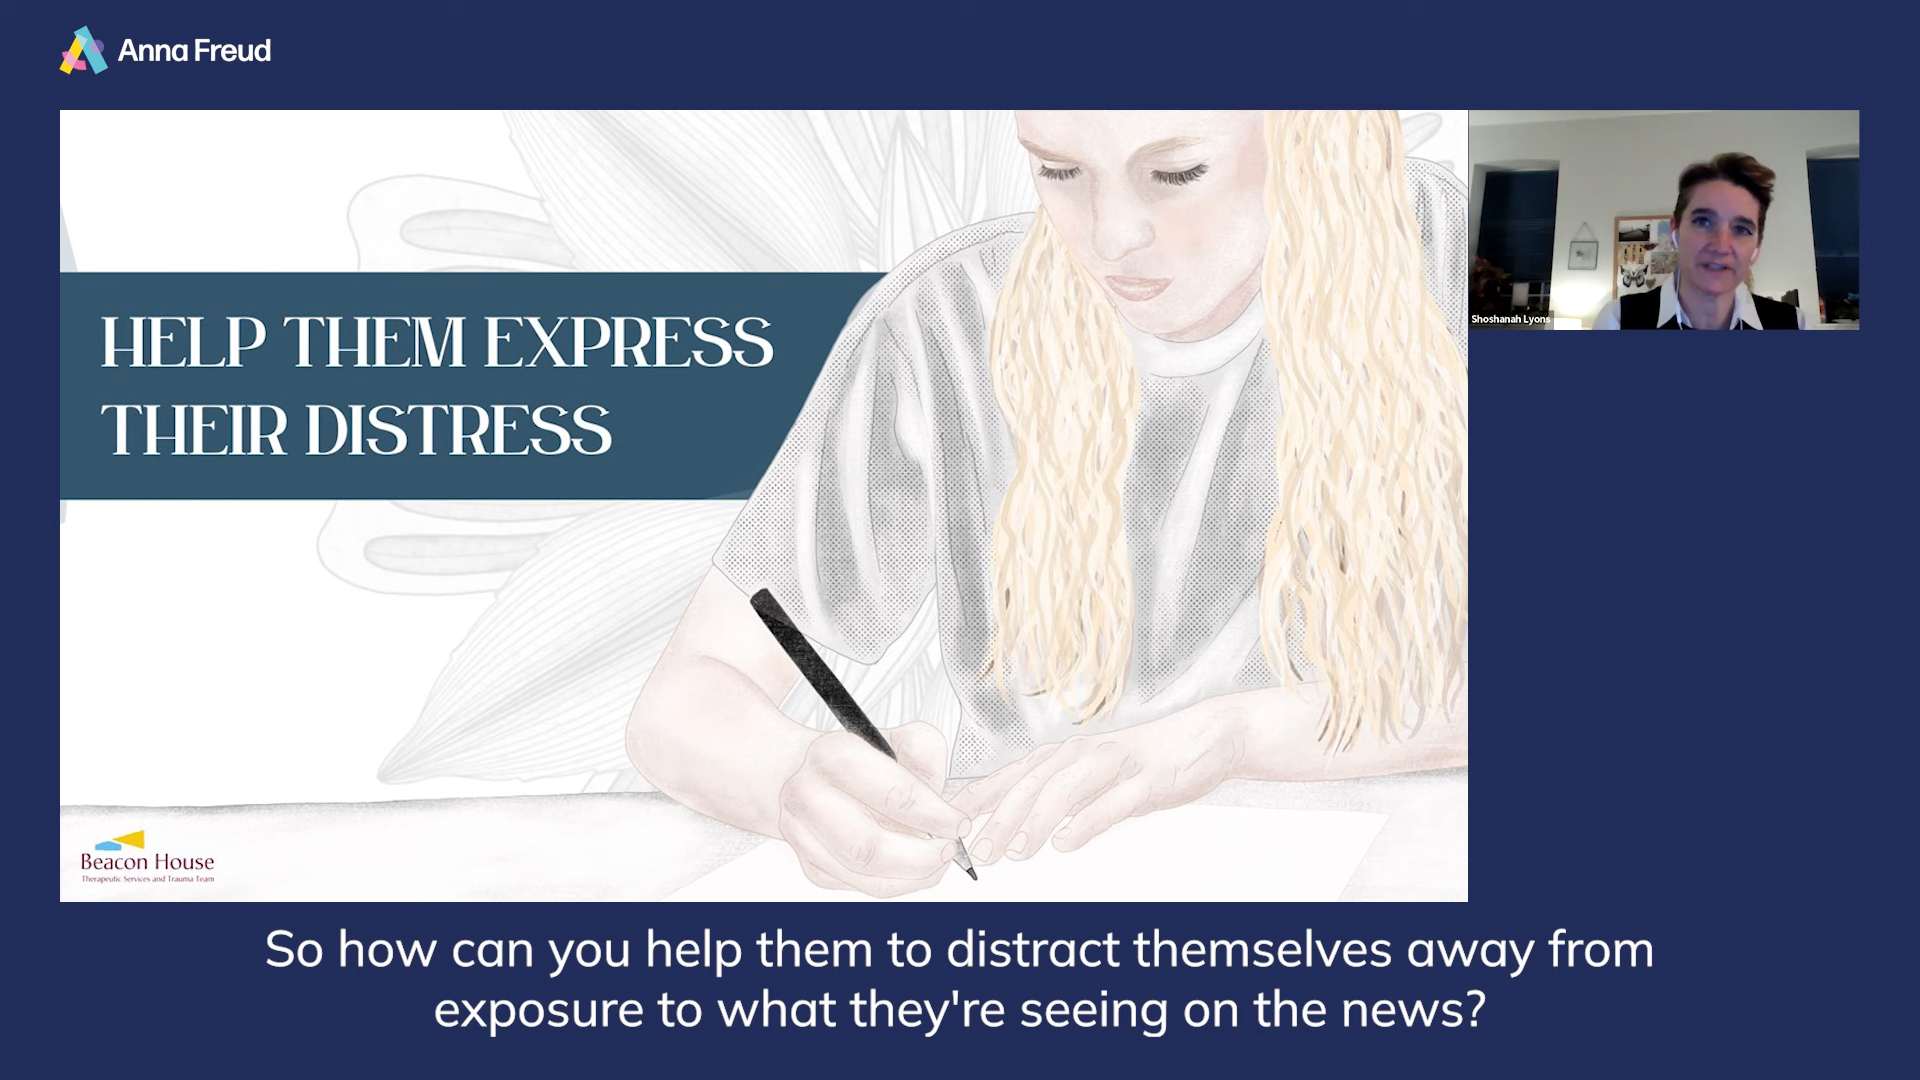 Anna Freud
HELP THEM EXPRESS
THEIR DISTRESS
Shoshanah Lyons
Beacon House
Therapeutic Services and Trauma Team
So how can you help them to distract themselves away from
exposure to what they're seeing on the news?